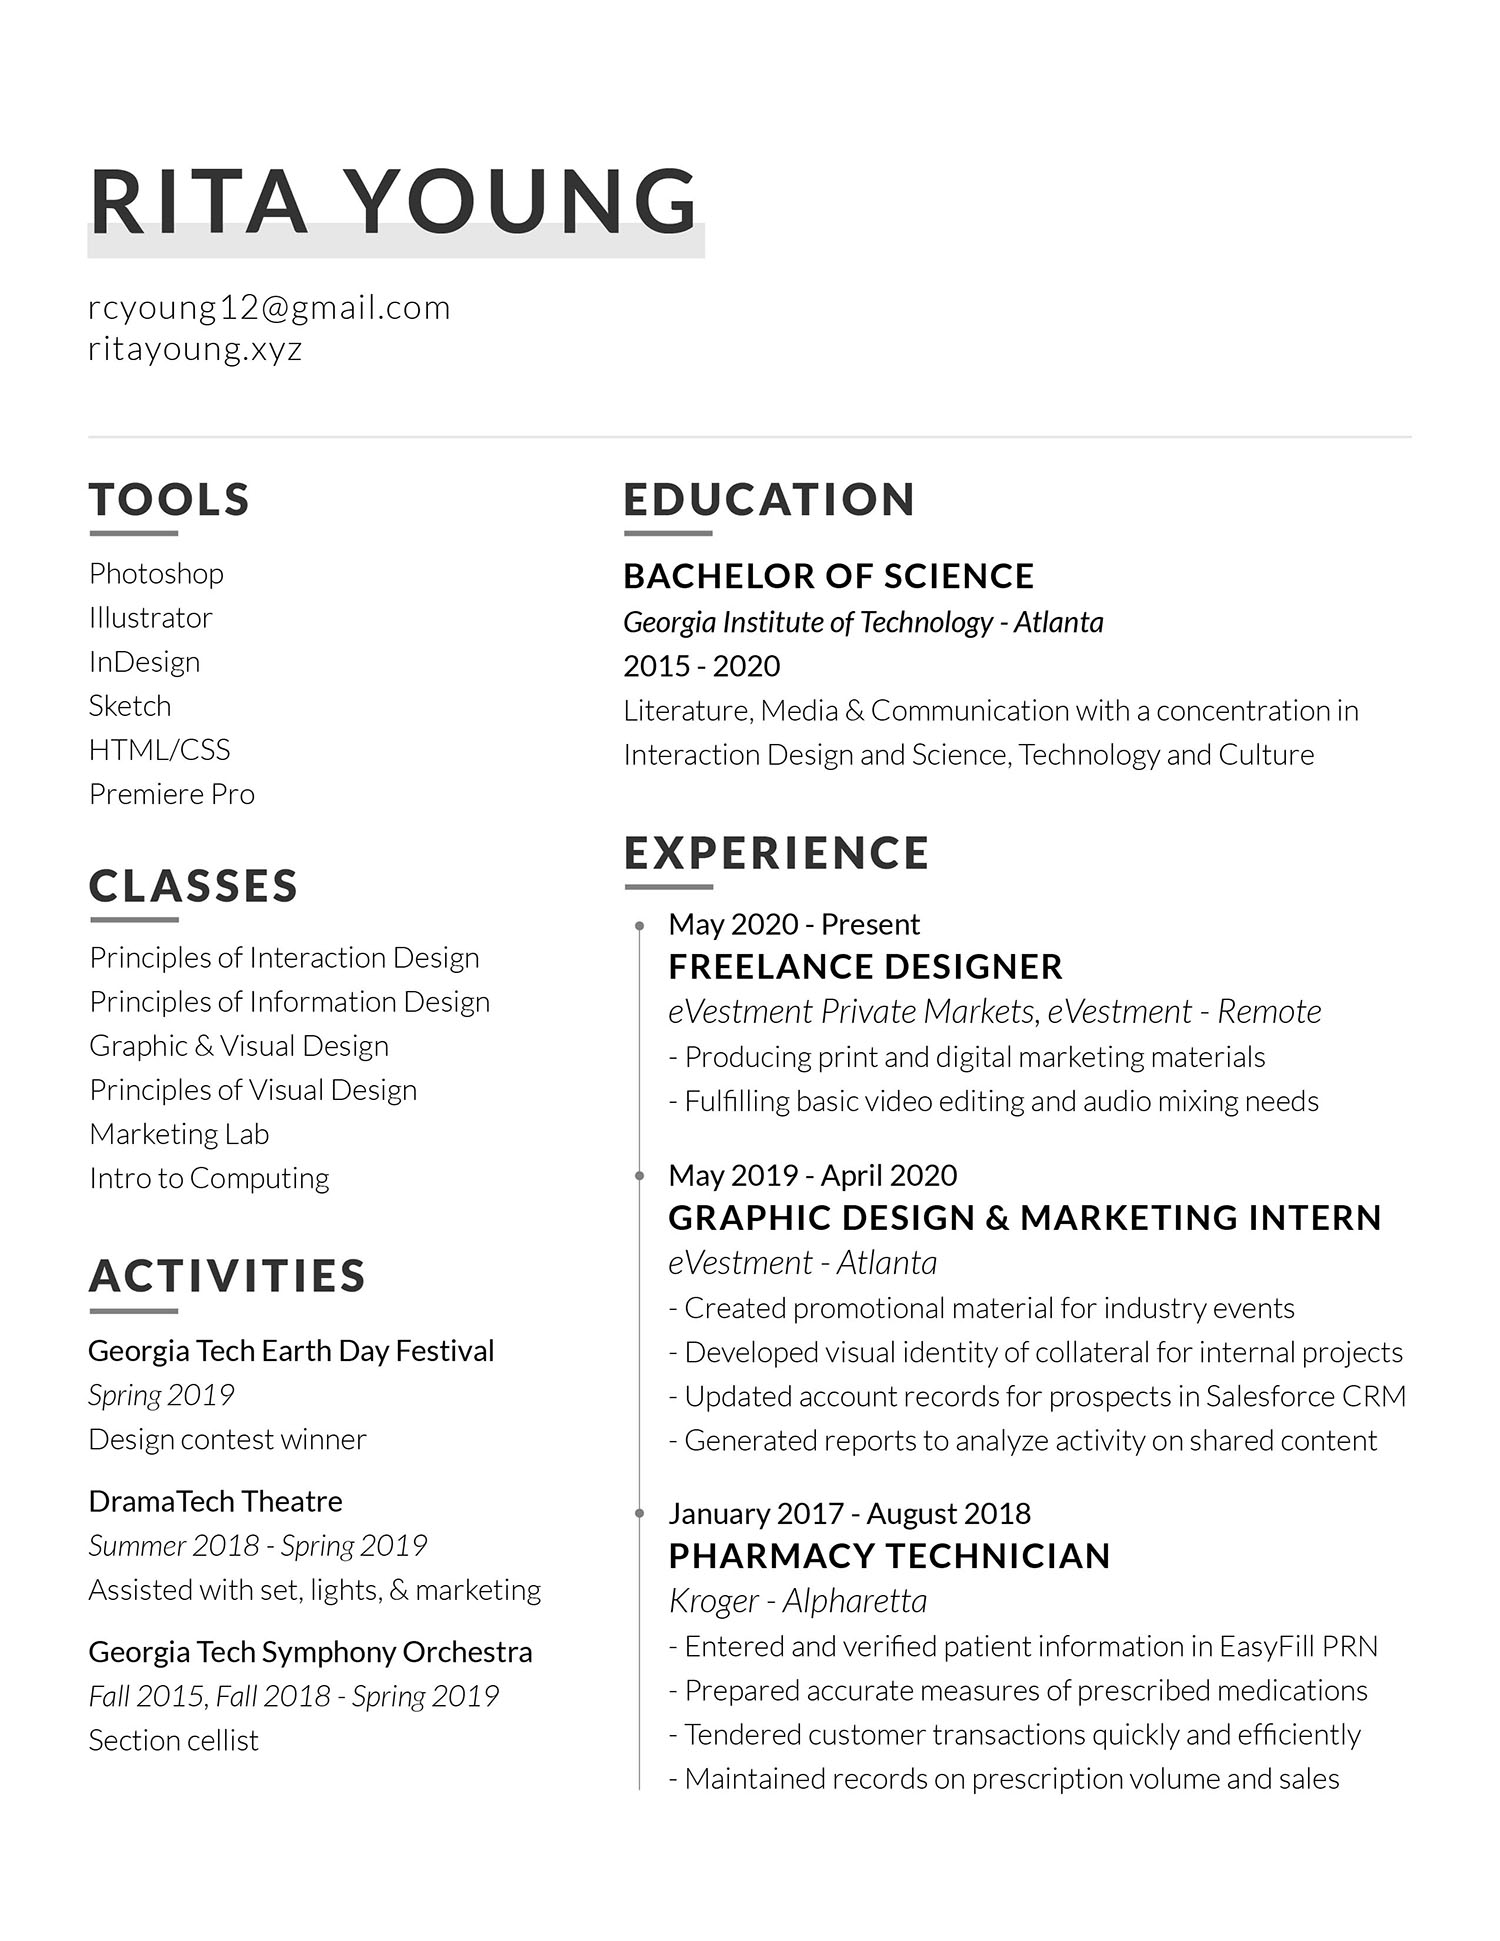 RITA YOUNG
rcyoung12@gmail.com
ritayoung.xyz
TOOLS
Photoshop
Illustrator
InDesign
Sketch
HTML/CSS
Premiere Pro
CLASSES
Principles of Interaction Design
Principles of Information Design
Graphic & Visual Design
Principles of Visual Design
Marketing Lab
Intro to Computing
ACTIVITIES
Georgia Tech Earth Day Festival
Spring 2019
Design contest winner
DramaTech Theatre
Summer 2018 - Spring 2019
Assisted with set, lights, & marketing
Georgia Tech Symphony Orchestra
Fall 2015, Fall 2018 - Spring 2019
Section cellist
EDUCATION
BACHELOR OF SCIENCE
Georgia Institute of Technology - Atlanta
2015 - 2020
Literature, Media & Communication with a concentration in
Interaction Design and Science, Technology and Culture
EXPERIENCE
May 2020 - Present
FREELANCE DESIGNER
eVestment Private Markets, eVestment - Remote
- Producing print and digital marketing materials
- Fulfilling basic video editing and audio mixing needs
May 2019 - April 2020
GRAPHIC DESIGN & MARKETING INTERN
eVestment - Atlanta
- Created promotional material for industry events
- Developed visual identity of collateral for internal projects
- Updated account records for prospects in Salesforce CRM
- Generated reports to analyze activity on shared content
January 2017 - August 2018
PHARMACY TECHNICIAN
Kroger - Alpharetta
- Entered and verified patient information in EasyFill PRN
- Prepared accurate measures of prescribed medications
- Tendered customer transactions quickly and efficiently
- Maintained records on prescription volume and sales